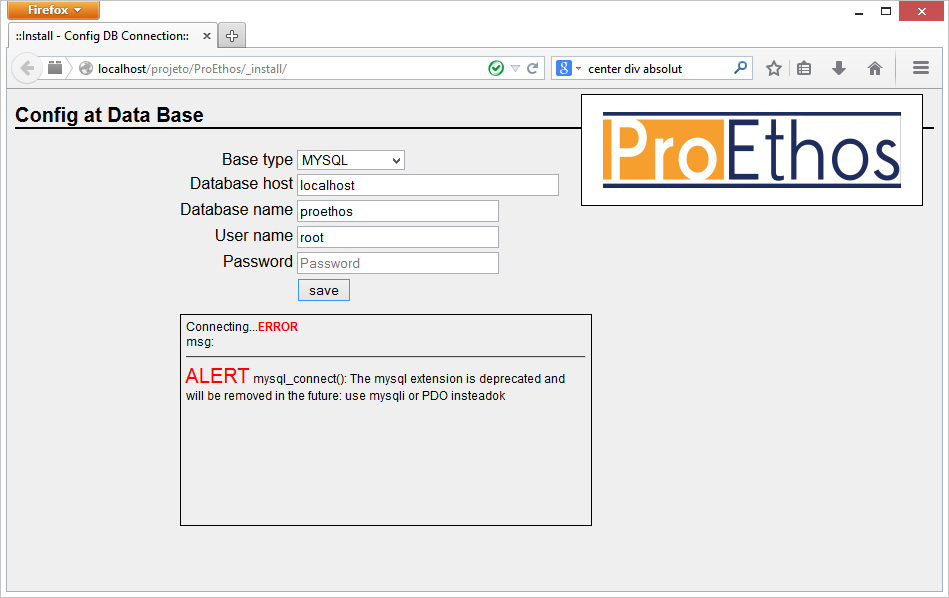 Firefox
::Install - Config DB Connection::
localhost/projeto/ProEthos/_install/
8
center div absolut
Config at Data Base
ProEthos
Base type MYSQL
Database host localhost
Database name proethos
User name root
Password Password
save
Connecting...ERROR
msg:
ALERT mysql_connect(): The mysql extension is deprecated and
will be removed in the future: use mysqli or PDO insteadok